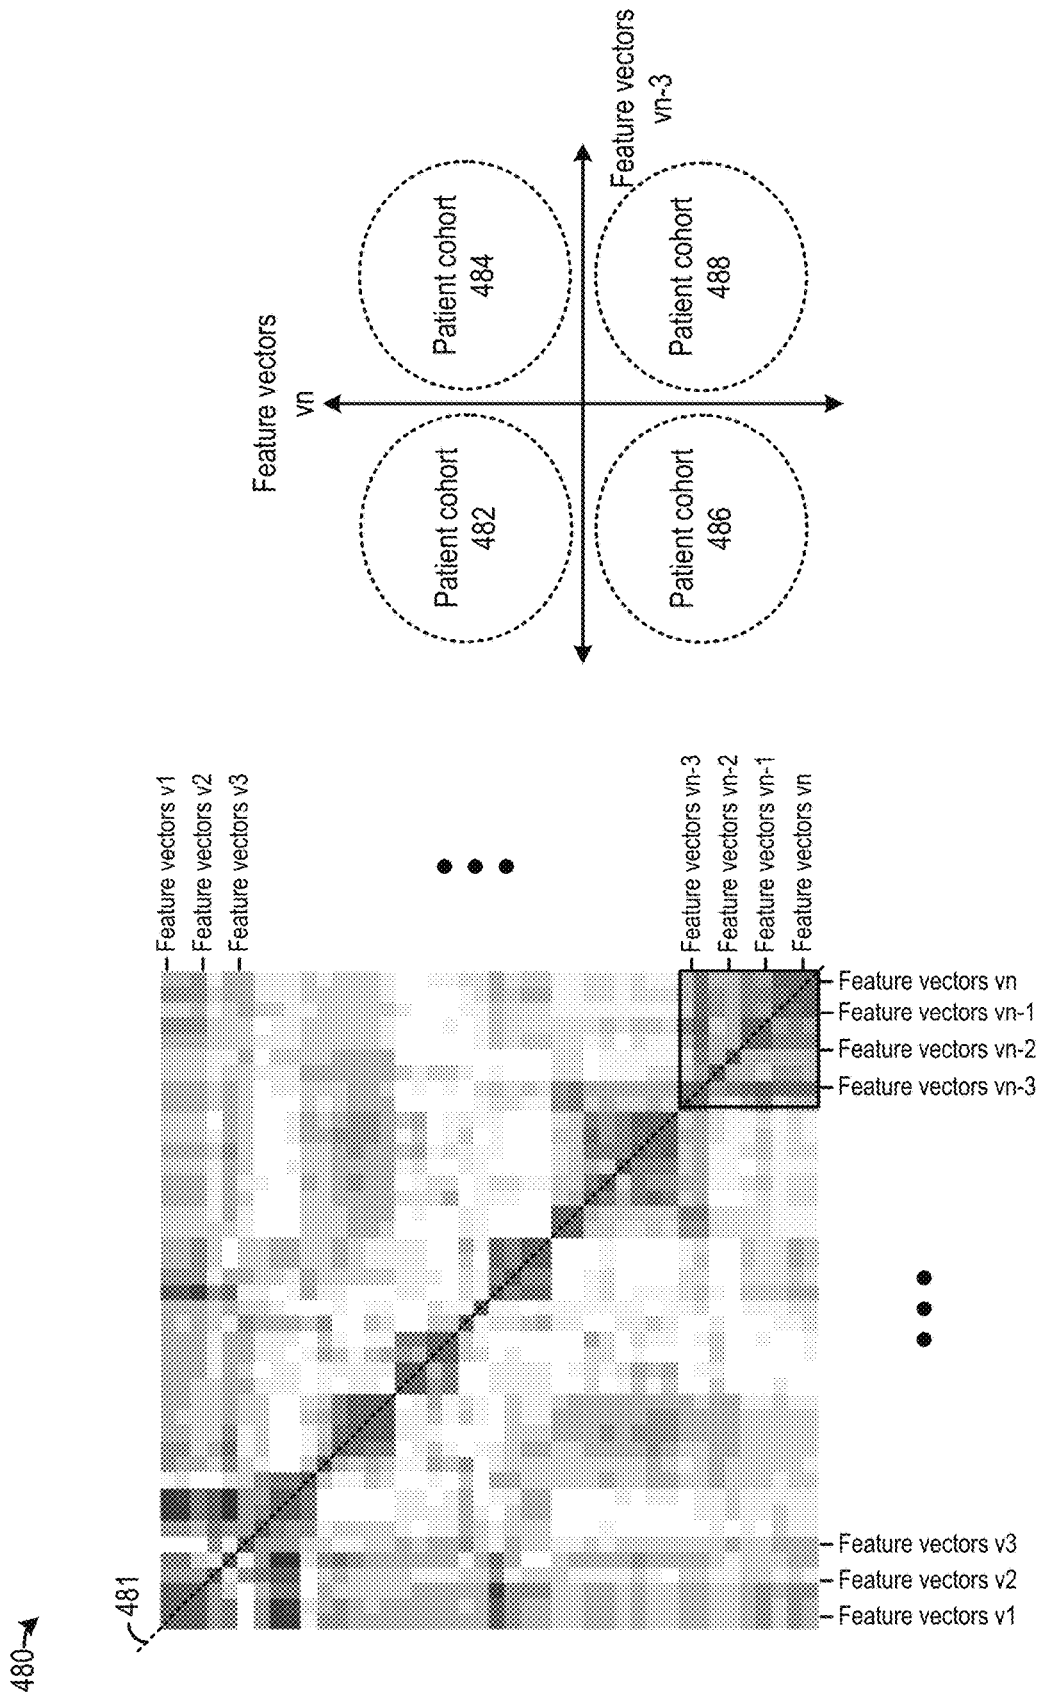 480
481
Feature vectors v1
Feature vectors v2
Feature vectors v3
Feature vectors vn-3
Feature vectors vn-2
Feature vectors vn-1
Feature vectors vn
Feature vectors vn
Feature vectors vn-1
Feature vectors vn-2
Feature vectors vn-3
Feature vectors v3
Feature vectors v2
Feature vectors v1
Feature vectors
vn
Feature vectors
vn-3
Patient cohort
482
Patient cohort
484
Patient cohort
486
Patient cohort
488